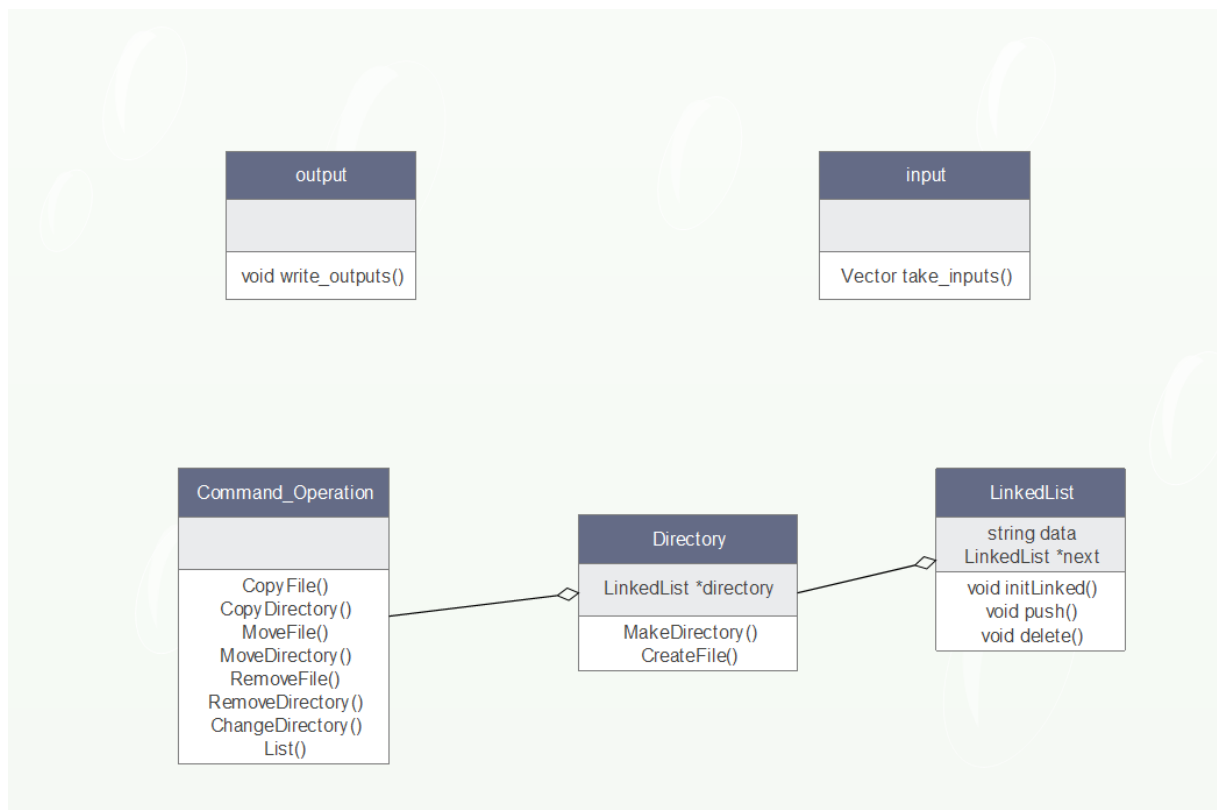 output
void write_outputs()
input
Vector take_inputs()
Command_Operation
CopyFile()
CopyDirectory()
MoveFile()
MoveDirectory()
RemoveFile()
RemoveDirectory()
ChangeDirectory()
List()
Directory
LinkedList *directory
MakeDirectory()
CreateFile()
LinkedList
string data
LinkedList *next
void initLinked()
void push()
void delete()